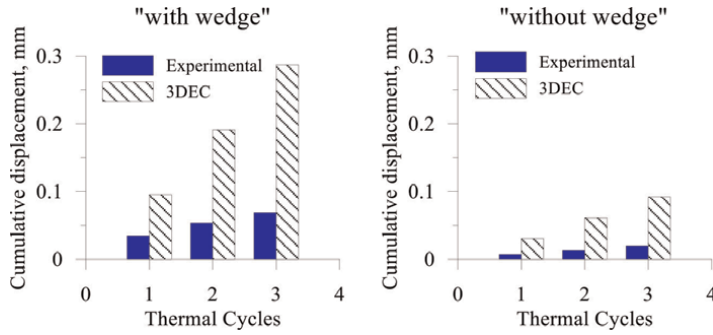 "with wedge"
Cumulative displacement, mm
0.3
0.2
0.1
0
Experimental
3DEC
0 1 2 3 4
Thermal Cycles
"without wedge"
Cumulative displacement, mm
0.3
0.2
0.1
0
Experimental
3DEC
0 1 2 3 4
Thermal Cycles